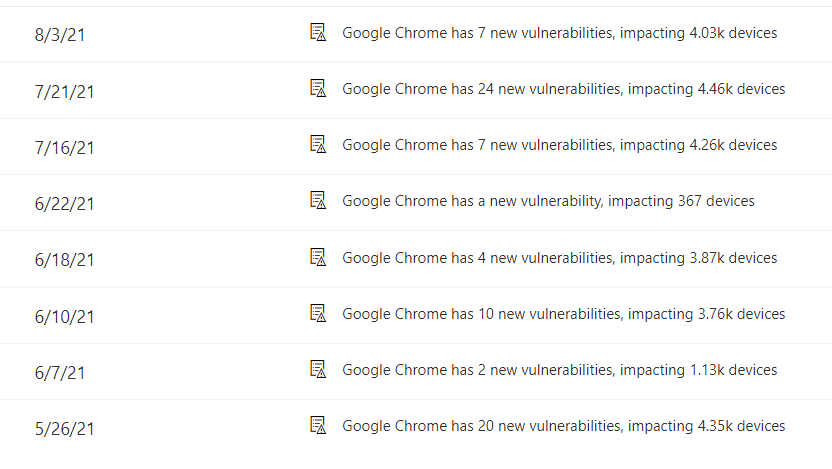 8/3/21 Google Chrome has 7 new vulnerabilities, impacting 4.03k devices
7/21/21 Google Chrome has 24 new vulnerabilities, impacting 4.46k devices
7/16/21 Google Chrome has 7 new vulnerabilities, impacting 4.26k devices
6/22/21 Google Chrome has a new vulnerability, impacting 367 devices
6/18/21 Google Chrome has 4 new vulnerabilities, impacting 3.87k devices
6/10/21 Google Chrome has 10 new vulnerabilities, impacting 3.76k devices
6/7/21 Google Chrome has 2 new vulnerabilities, impacting 1.13k devices
5/26/21 Google Chrome has 20 new vulnerabilities, impacting 4.35k devices